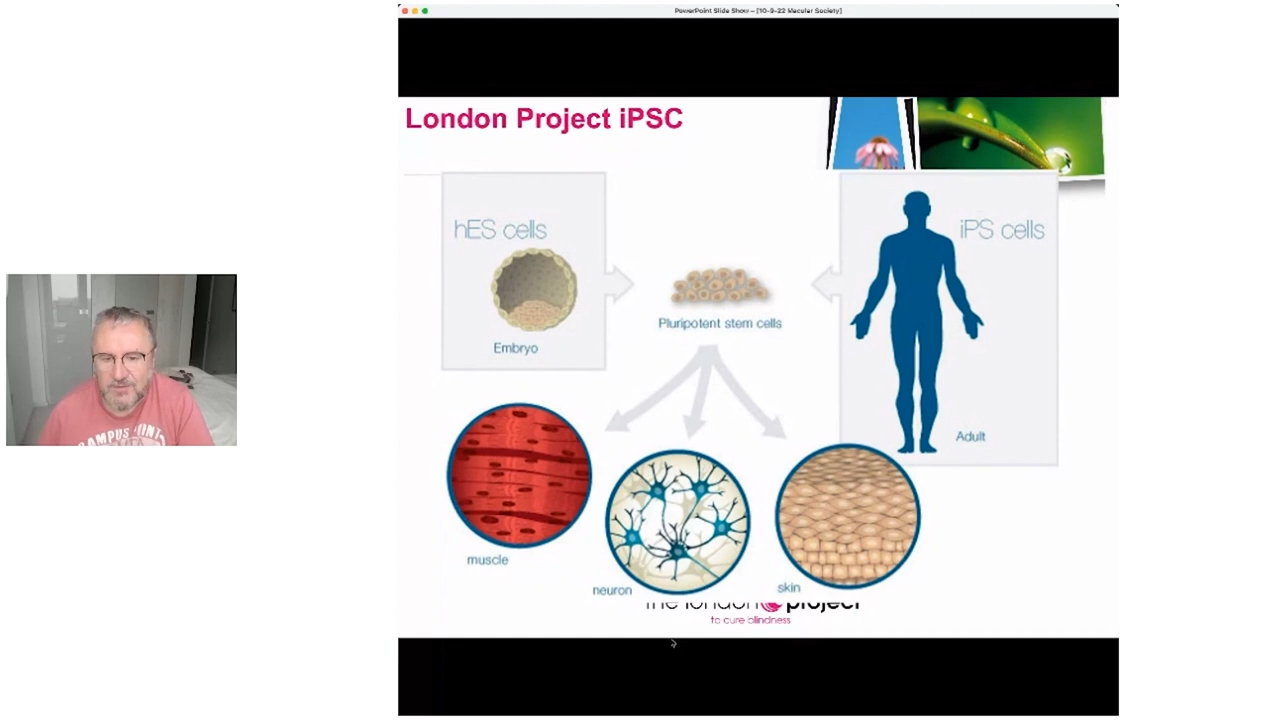 PowerPoint Slide Show – [10-9-22 Macular Society]
London Project iPSC
hES cells
iPS cells
Pluripotent stem cells
Embryo
Adult
muscle
neuron
skin
the london project
to cure blindness
CAMPUS